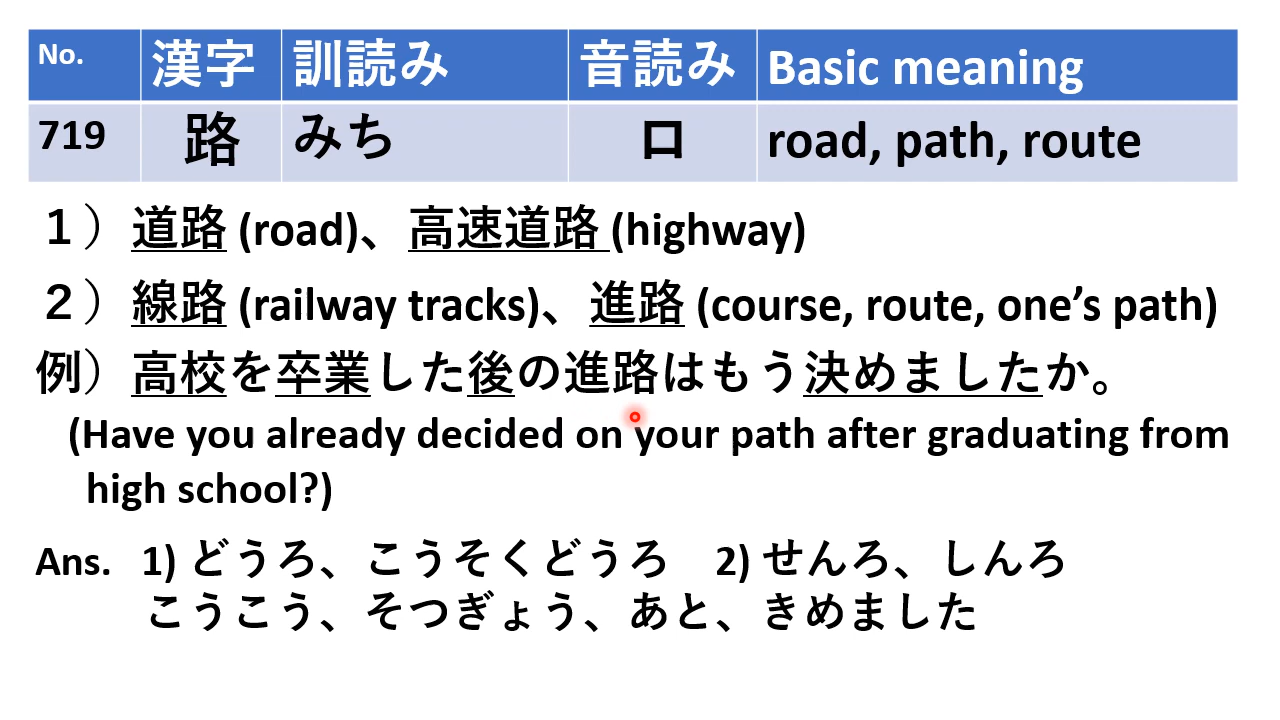 No. 漢字 訓読み 音読み Basic meaning
719 路 みち ロ road, path, route
１）道路 (road)、高速道路 (highway)
２）線路 (railway tracks)、進路 (course, route, one’s path)
例）高校を卒業した後の進路はもう決めましたか。
(Have you already decided on your path after graduating from
high school?)
Ans. 1) どうろ、こうそくどうろ 2) せんろ、しんろ
こうこう、そつぎょう、あと、きめました